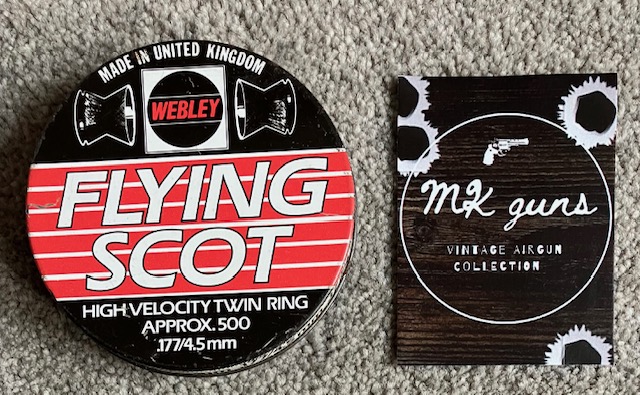 MADE IN UNITED KINGDOM
WEBLEY
FLYING
SCOT
HIGH VELOCITY TWIN RING
APPROX. 500
.177/4.5mm
MK guns
VINTAGE AIRGUN
COLLECTION